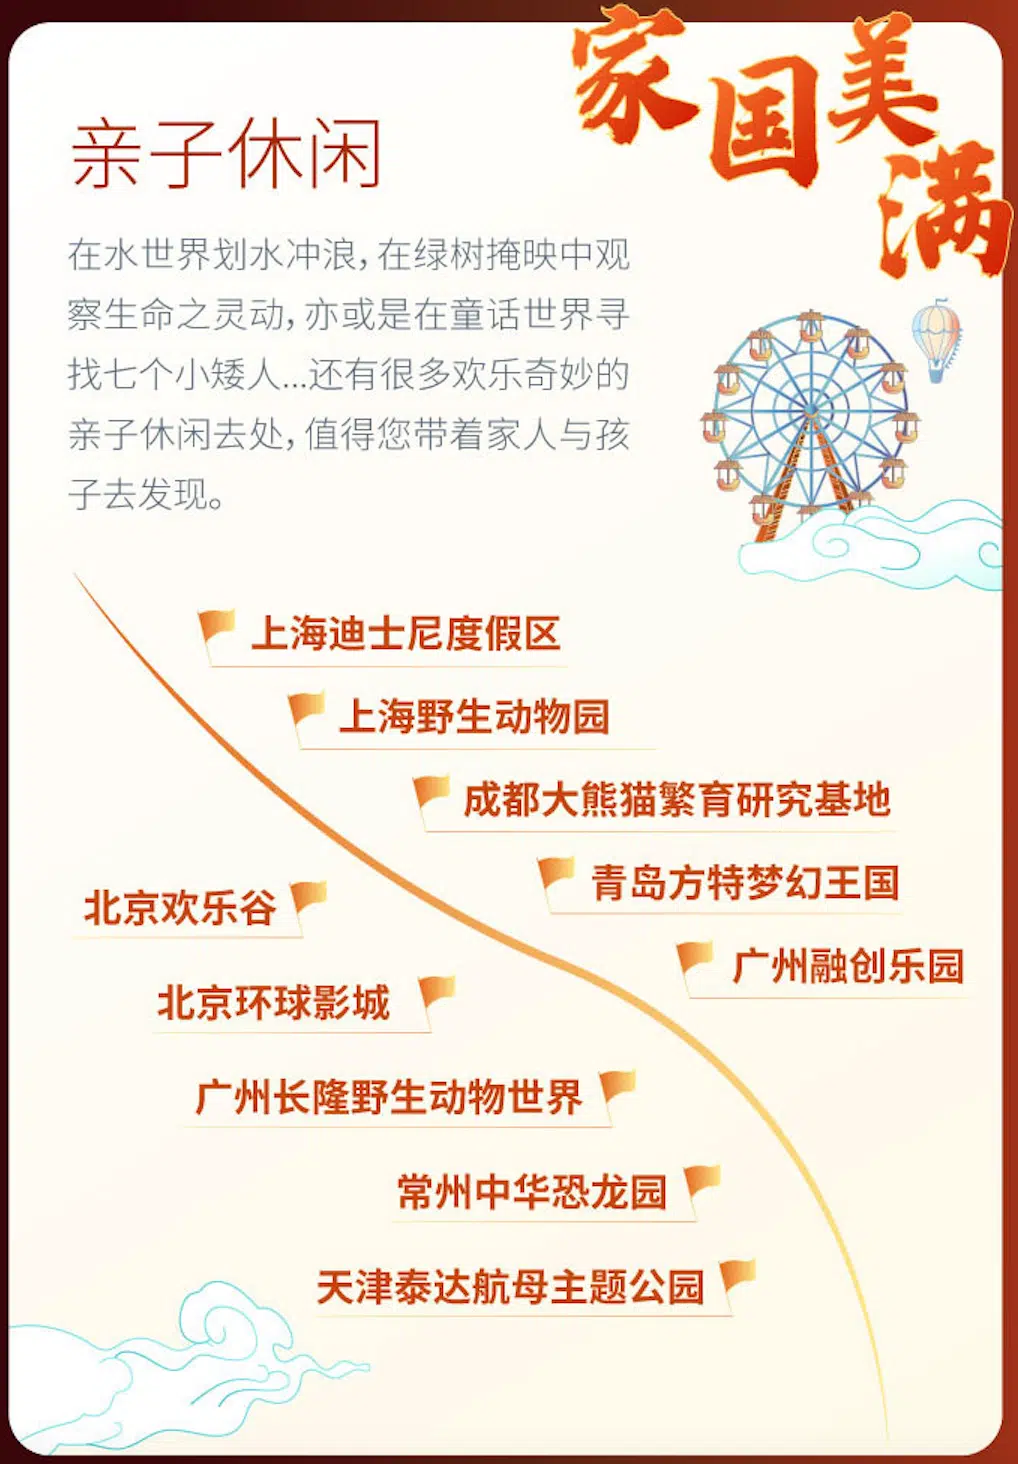 家国美满
亲子休闲
在水世界划水冲浪，在绿树掩映中观
察生命之灵动，亦或是在童话世界寻
找七个小矮人...还有很多欢乐奇妙的
亲子休闲去处，值得您带着家人与孩
子去发现。
上海迪士尼度假区
上海野生动物园
成都大熊猫繁育研究基地
青岛方特梦幻王国
北京欢乐谷
广州融创乐园
北京环球影城
广州长隆野生动物世界
常州中华恐龙园
天津泰达航母主题公园